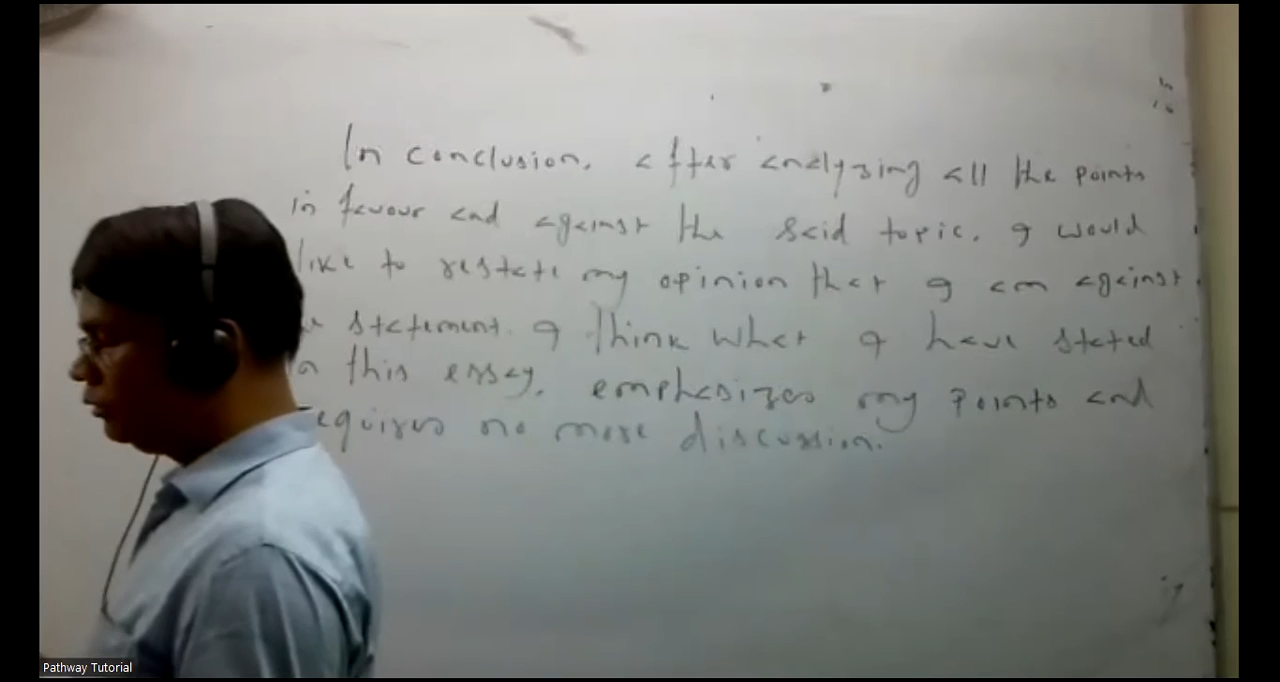 In conclusion, after analyzing all the points
in favour and against the said topic, I would
like to restate my opinion that I am against
statement. I think what I have stated
this essay, emphasizes my points and
equires no more discussion.
Pathway Tutorial